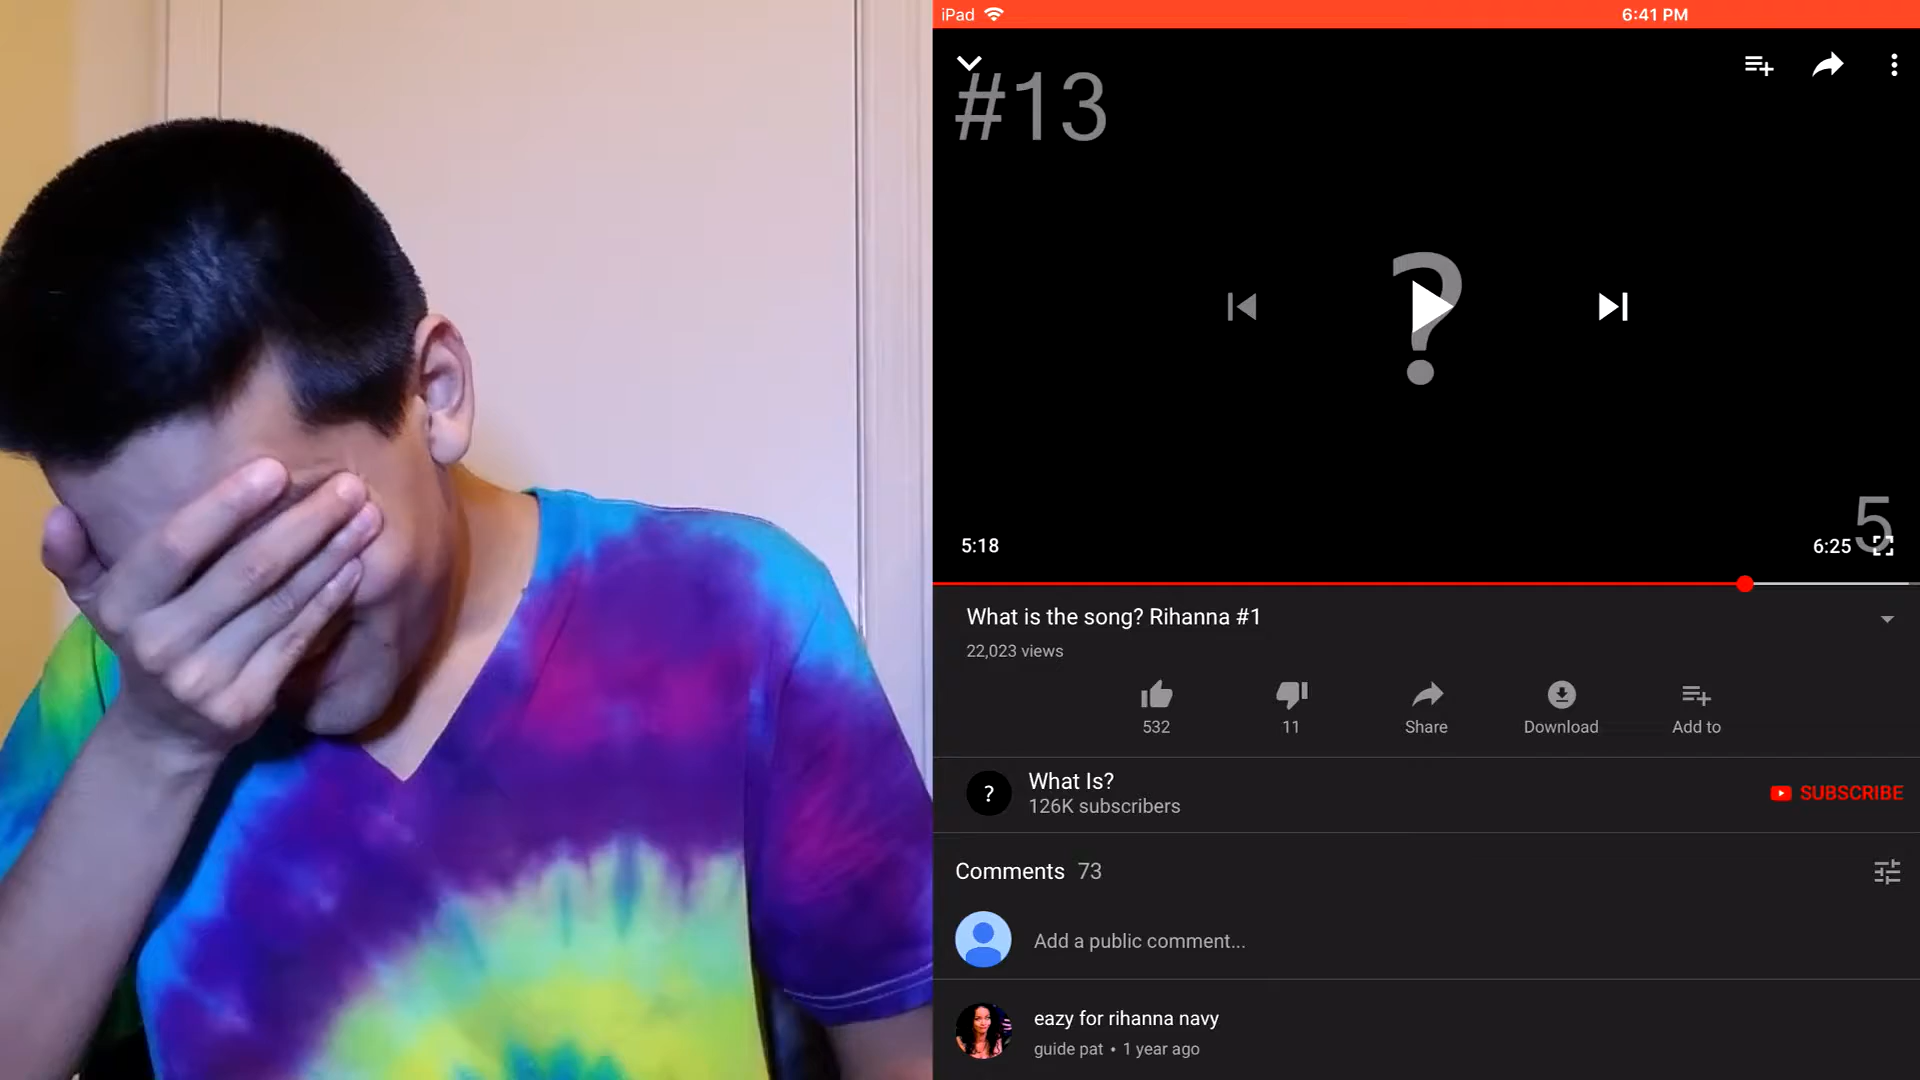 iPad
6:41 PM
#13
?
5
5:18
6:25
What is the song? Rihanna #1
22,023 views
532
11
Share
Download
Add to
?
What Is?
126K subscribers
SUBSCRIBE
Comments 73
Add a public comment...
eazy for rihanna navy
guide pat • 1 year ago